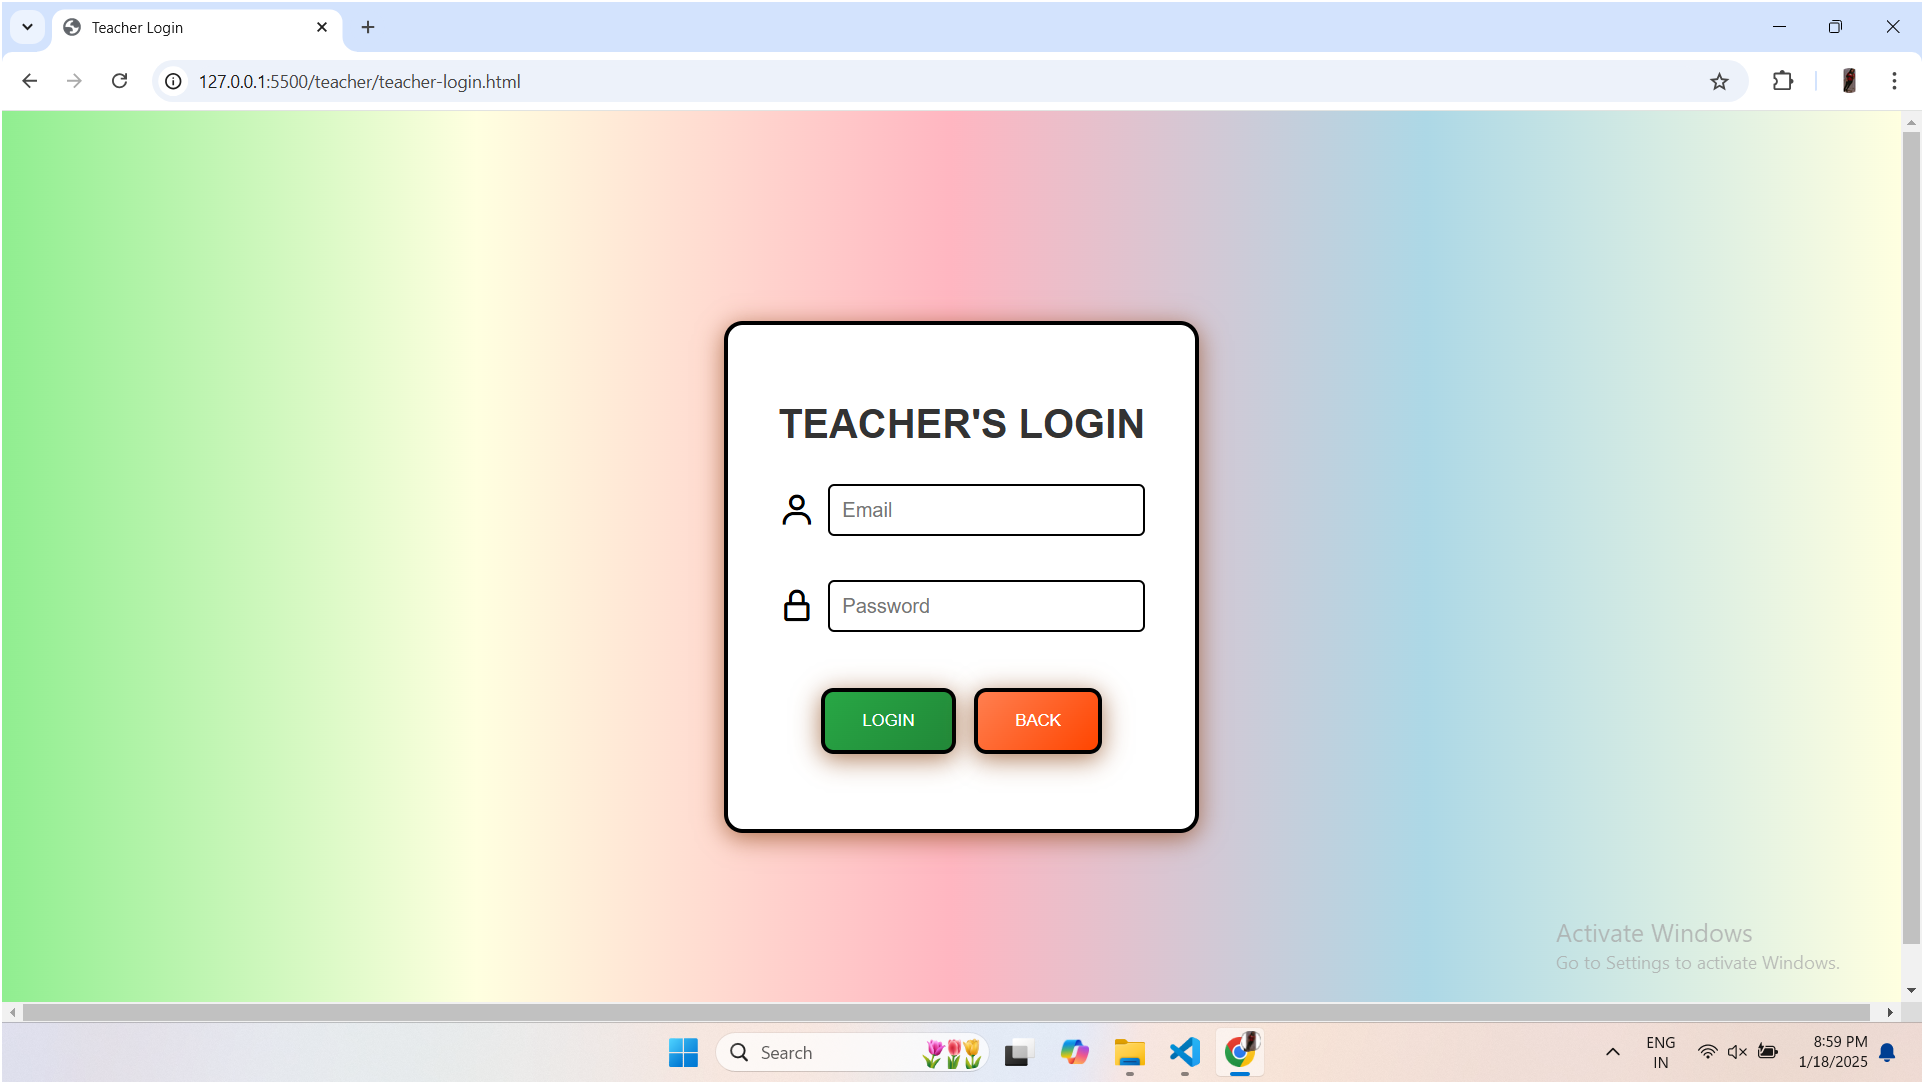 Teacher Login
127.0.0.1:5500/teacher/teacher-login.html
TEACHER'S LOGIN
Email
Password
LOGIN BACK
Activate Windows
Go to Settings to activate Windows.
Search
ENG
IN
8:59 PM
1/18/2025